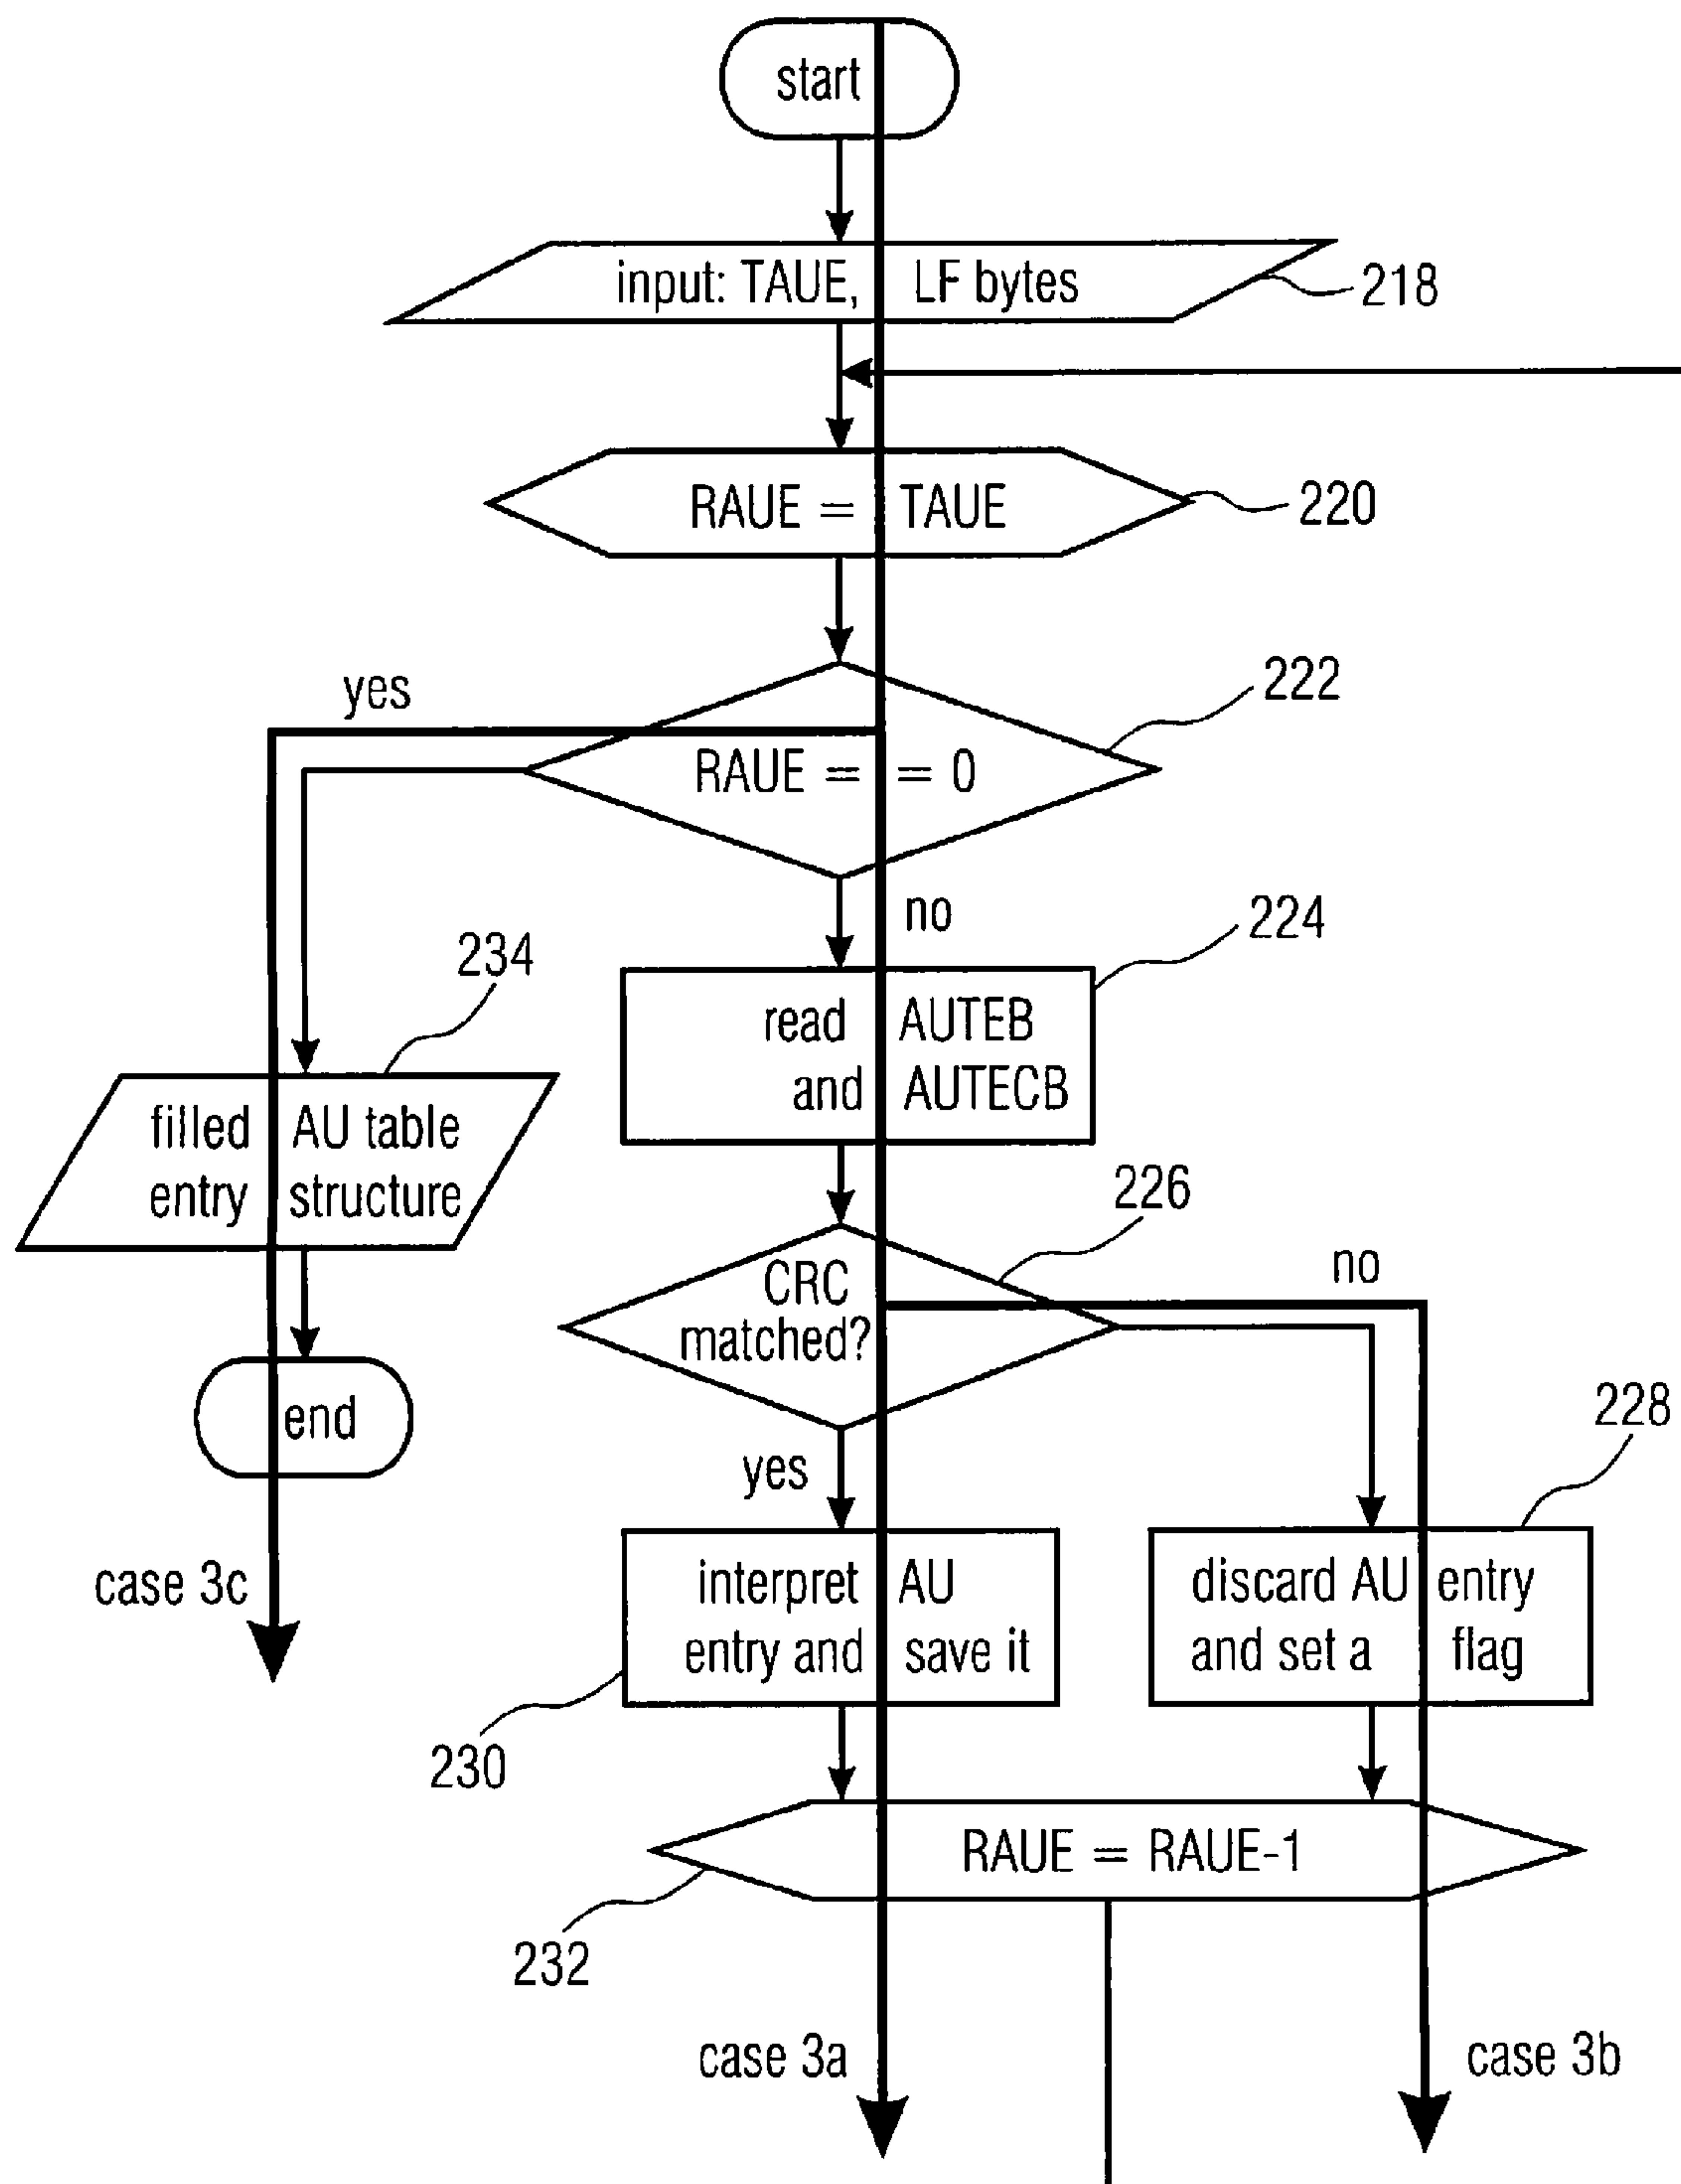 start
input: TAUE, LF bytes
218
RAUE = TAUE
220
222
yes
RAUE = = 0
no
224
234
read AUTEB
and AUTECB
filled AU table
entry structure
226
no
CRC
matched?
end
228
yes
case 3c
interpret AU
entry and save it
discard AU entry
and set a flag
230
RAUE = RAUE-1
232
case 3a
case 3b